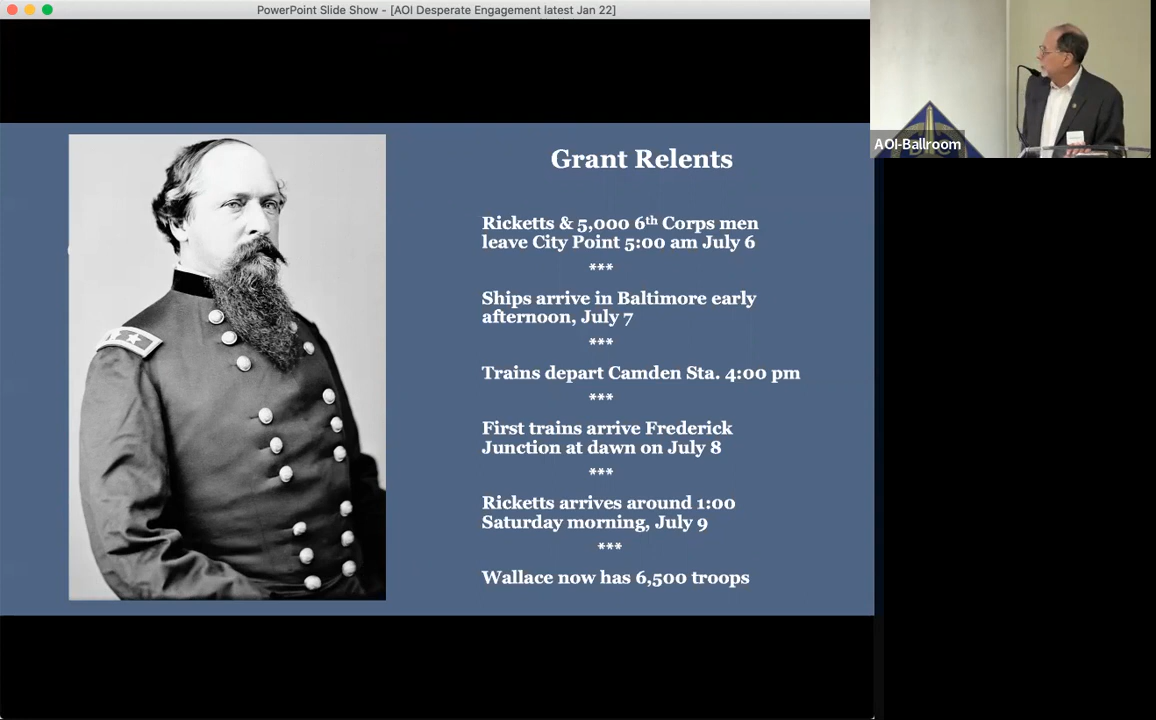 PowerPoint Slide Show - [AOI Desperate Engagement latest Jan 22]
Grant Relents
Ricketts & 5,000 6th Corps men
leave City Point 5:00 am July 6
***
Ships arrive in Baltimore early
afternoon, July 7
***
Trains depart Camden Sta. 4:00 pm
***
First trains arrive Frederick
Junction at dawn on July 8
***
Ricketts arrives around 1:00
Saturday morning, July 9
***
Wallace now has 6,500 troops
AOI-Ballroom